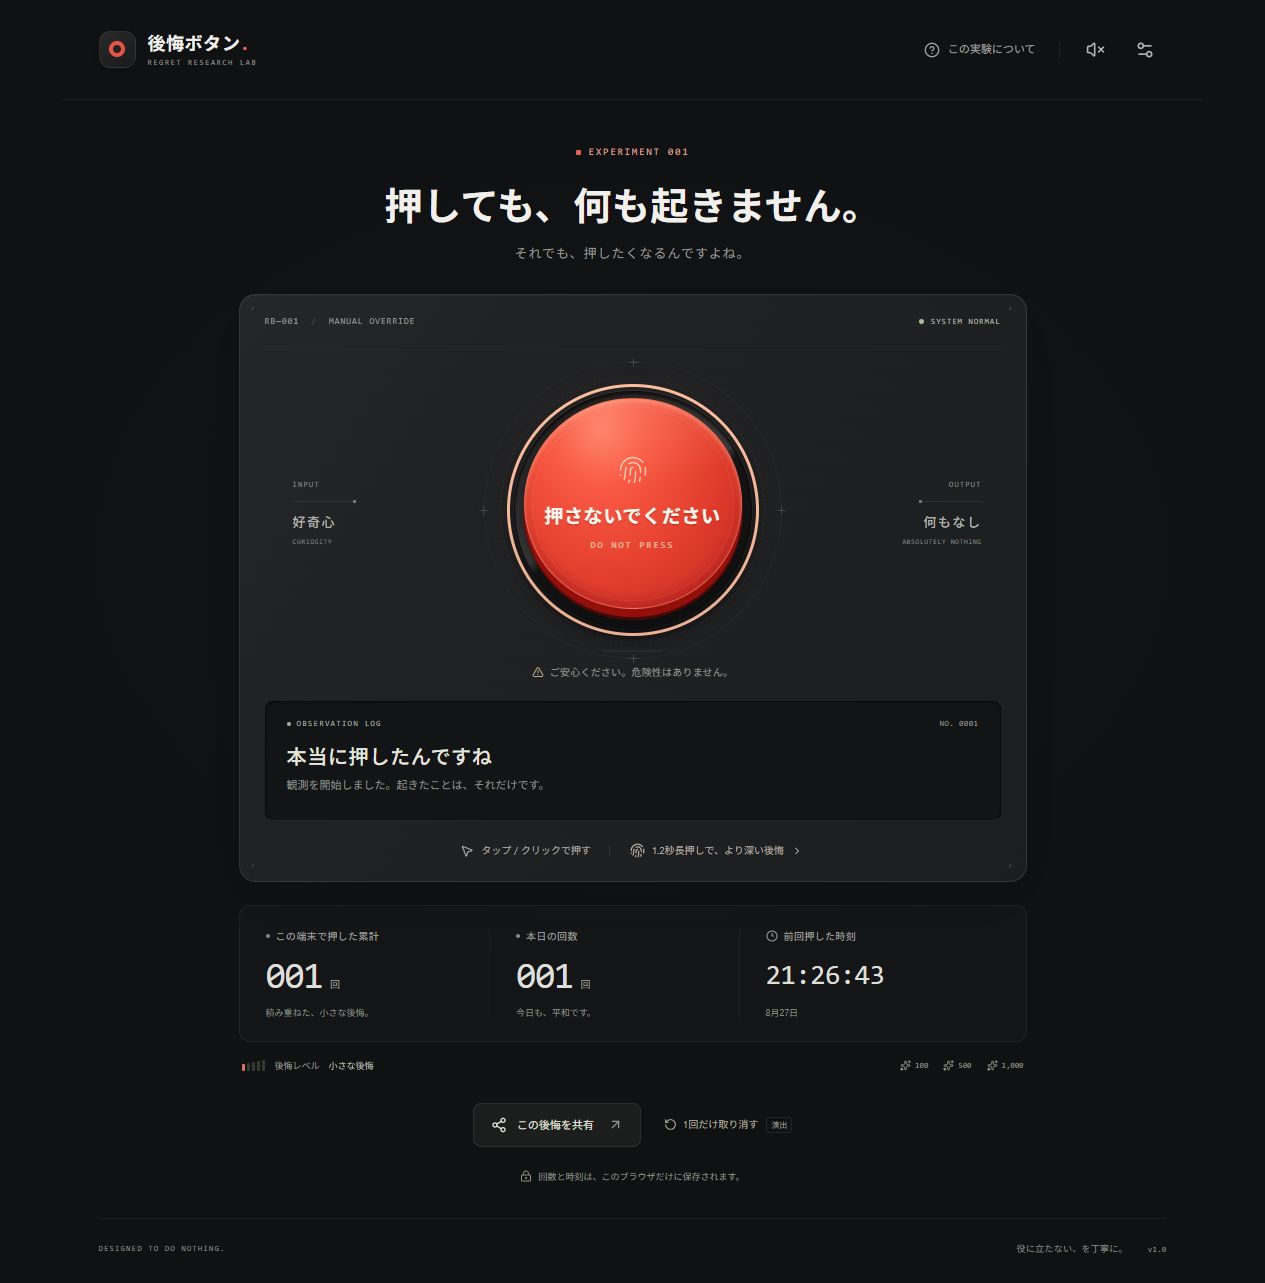 後悔ボタン.
REGRET RESEARCH LAB
この実験について
EXPERIMENT 001
押しても、何も起きません。
それでも、押したくなるんですよね。
RB—001 / MANUAL OVERRIDE
SYSTEM NORMAL
INPUT
好奇心
CURIOSITY
押さないでください
DO NOT PRESS
OUTPUT
何もなし
ABSOLUTELY NOTHING
ご安心ください。危険性はありません。
OBSERVATION LOG
NO. 0001
本当に押したんですね
観測を開始しました。起きたことは、それだけです。
タップ / クリックで押す
1.2秒長押しで、より深い後悔
この端末で押した累計
001 回
積み重ねた、小さな後悔。
本日の回数
001 回
今日も、平和です。
前回押した時刻
21:26:43
8月27日
後悔レベル 小さな後悔
100 500 1,000
この後悔を共有
1回だけ取り消す 演出
回数と時刻は、このブラウザだけに保存されます。
DESIGNED TO DO NOTHING.
役に立たない、を丁寧に。 v1.0